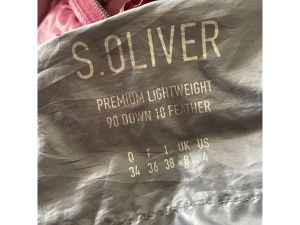 S.OLIVER
PREMIUM LIGHTWEIGHT
90 DOWN 10 FEATHER
D F I UK US
34 36 38 8 4